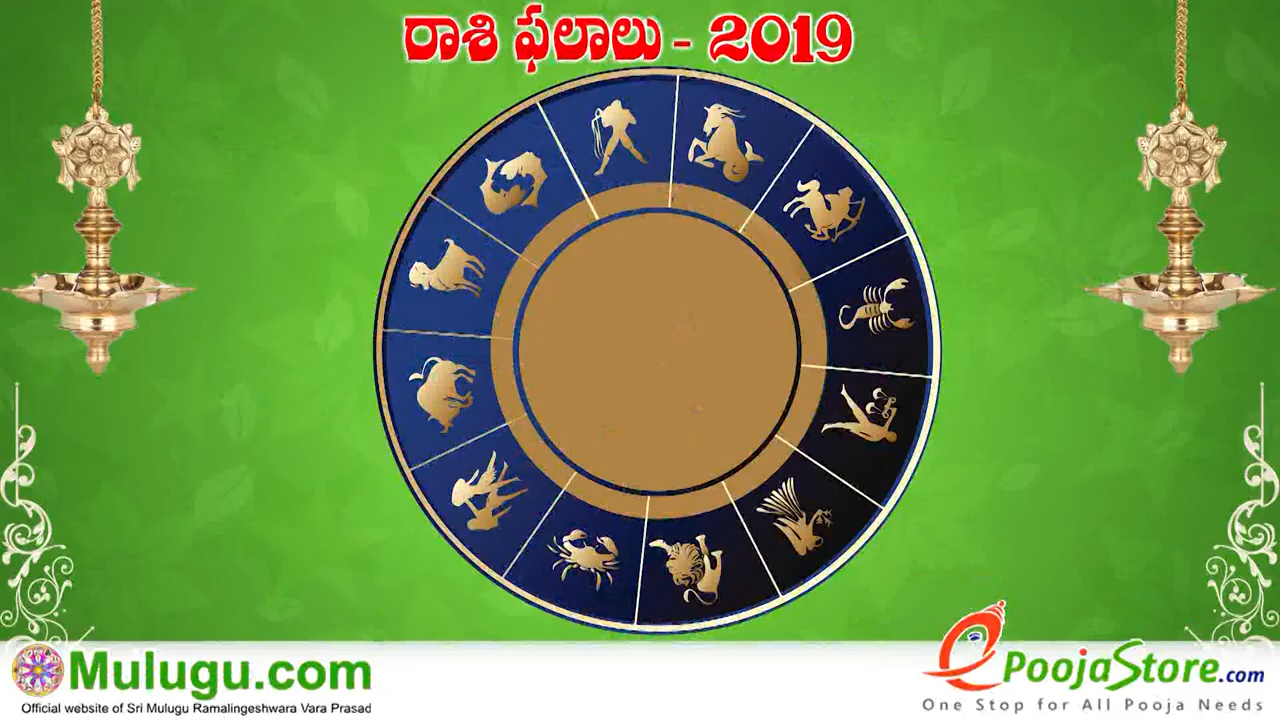 రాశి ఫలాలు - 2019
Mulugu.com
Official website of Sri Mulugu Ramalingeshwara Vara Prasad
ePoojaStore.com
One Stop for All Pooja Needs